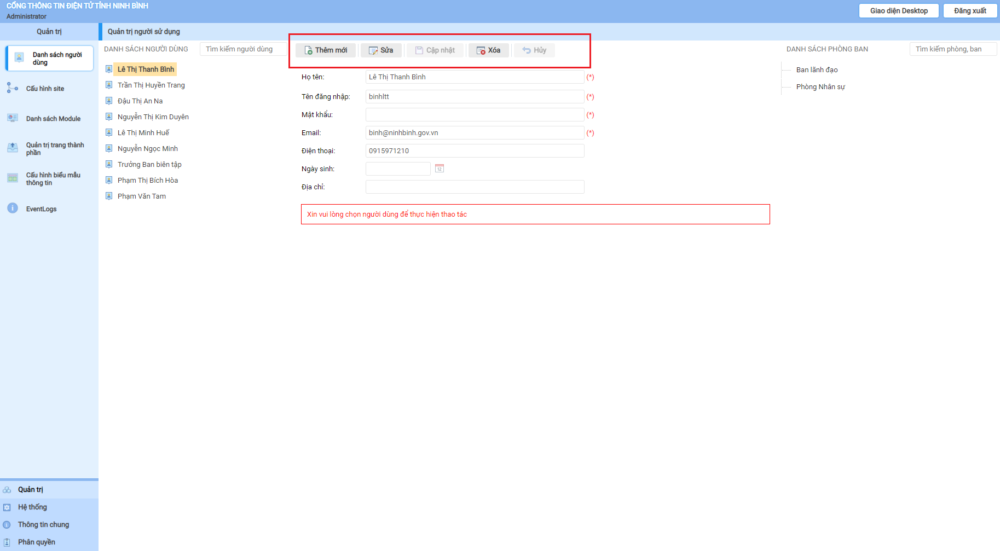 CỔNG THÔNG TIN ĐIỆN TỬ TỈNH NINH BÌNH
Administrator
Giao diện Desktop
Đăng xuất
Quản trị
Quản trị người sử dụng
Danh sách người
dùng
Cấu hình site
Danh sách Module
Quản trị trang thành
phần
Cấu hình biểu mẫu
thông tin
EventLogs
DANH SÁCH NGƯỜI DÙNG
Tìm kiếm người dùng
Lê Thị Thanh Bình
Trần Thị Huyền Trang
Đậu Thị An Na
Nguyễn Thị Kim Duyên
Lê Thị Minh Huế
Nguyễn Ngọc Minh
Trưởng Ban biên tập
Phạm Thị Bích Hòa
Phạm Văn Tam
Thêm mới
Sửa
Cập nhật
Xóa
Hủy
Họ tên: Lê Thị Thanh Bình (*)
Tên đăng nhập: binhltt (*)
Mật khẩu: (*)
Email: binh@ninhbinh.gov.vn (*)
Điện thoại: 0915971210
Ngày sinh: 12
Địa chỉ:
Xin vui lòng chọn người dùng để thực hiện thao tác
DANH SÁCH PHÒNG BAN
Tìm kiếm phòng, ban
Ban lãnh đạo
Phòng Nhân sự
Quản trị
Hệ thống
Thông tin chung
Phân quyền